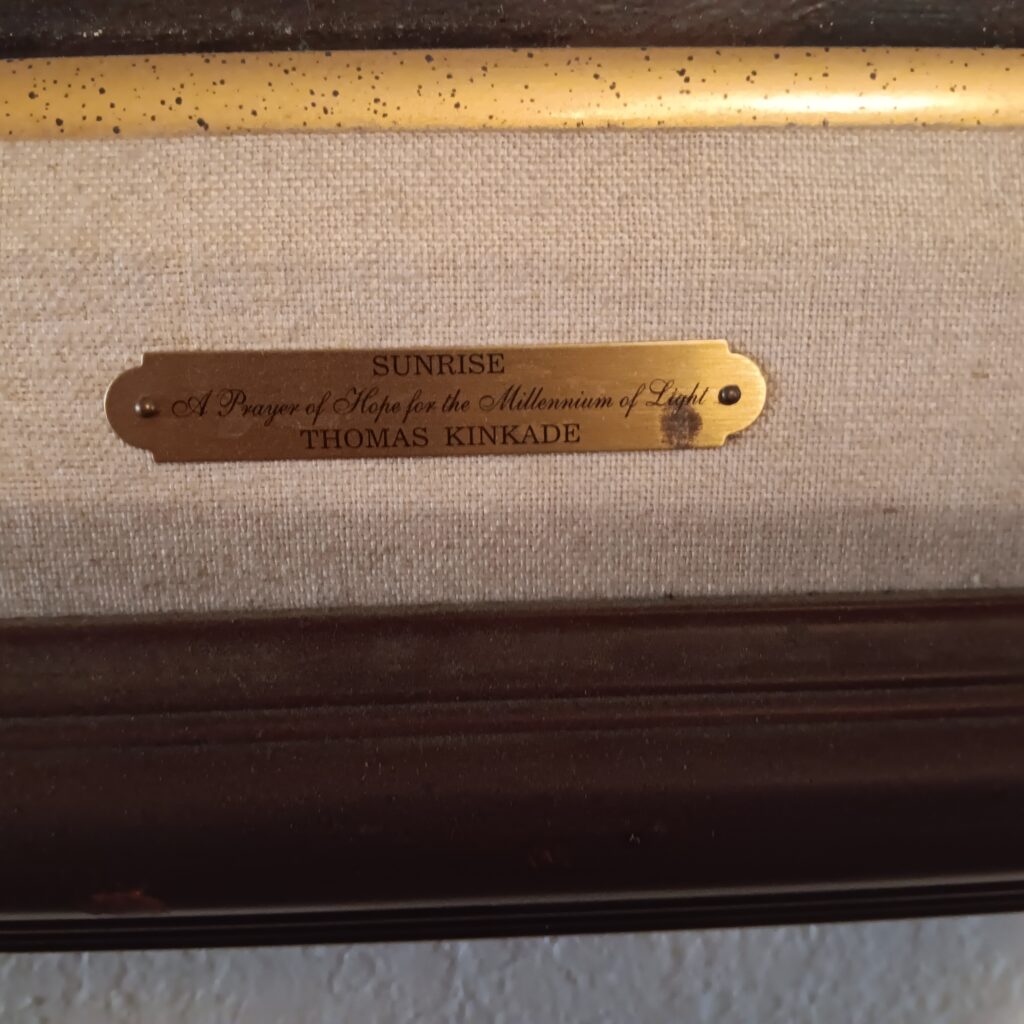 SUNRISE
A Prayer of Hope for the Millennium of Light
THOMAS KINKADE